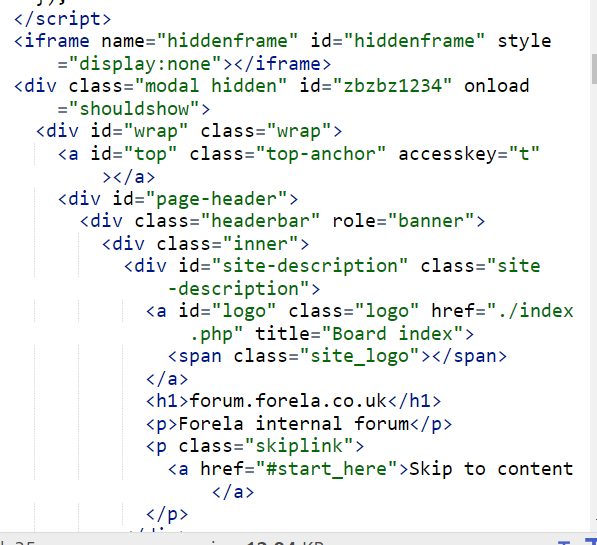 </script>
<iframe name="hiddenframe" id="hiddenframe" style
="display:none"></iframe>
<div class="modal hidden" id="zbzbz1234" onload
="shouldshow">
<div id="wrap" class="wrap">
<a id="top" class="top-anchor" accesskey="t"
></a>
<div id="page-header">
<div class="headerbar" role="banner">
<div class="inner">
<div id="site-description" class="site
-description">
<a id="logo" class="logo" href="./index
.php" title="Board index">
<span class="site_logo"></span>
</a>
<h1>forum.forela.co.uk</h1>
<p>Forela internal forum</p>
<p class="skiplink">
<a href="#start_here">Skip to content
</a>
</p>